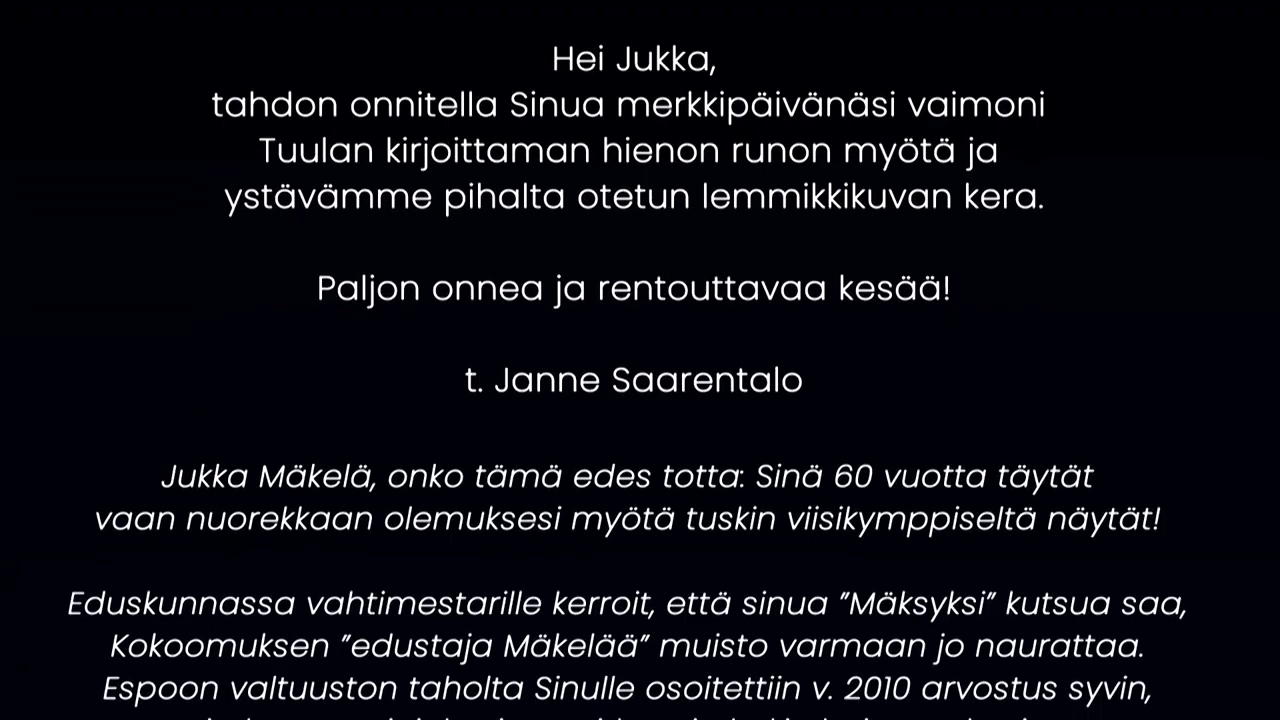 Hei Jukka,
tahdon onnitella Sinua merkkipäivänäsi vaimoni
Tuulan kirjoittaman hienon runon myötä ja
ystävämme pihalta otetun lemmikkikuvan kera.
Paljon onnea ja rentouttavaa kesää!
t. Janne Saarentalo
Jukka Mäkelä, onko tämä edes totta: Sinä 60 vuotta täytät
vaan nuorekkaan olemuksesi myötä tuskin viisikymppiseltä näytät!
Eduskunnassa vahtimestarille kerroit, että sinua ”Mäksyksi” kutsua saa,
Kokoomuksen ”edustaja Mäkelää” muisto varmaan jo naurattaa.
Espoon valtuuston taholta Sinulle osoitettiin v. 2010 arvostus syvin,